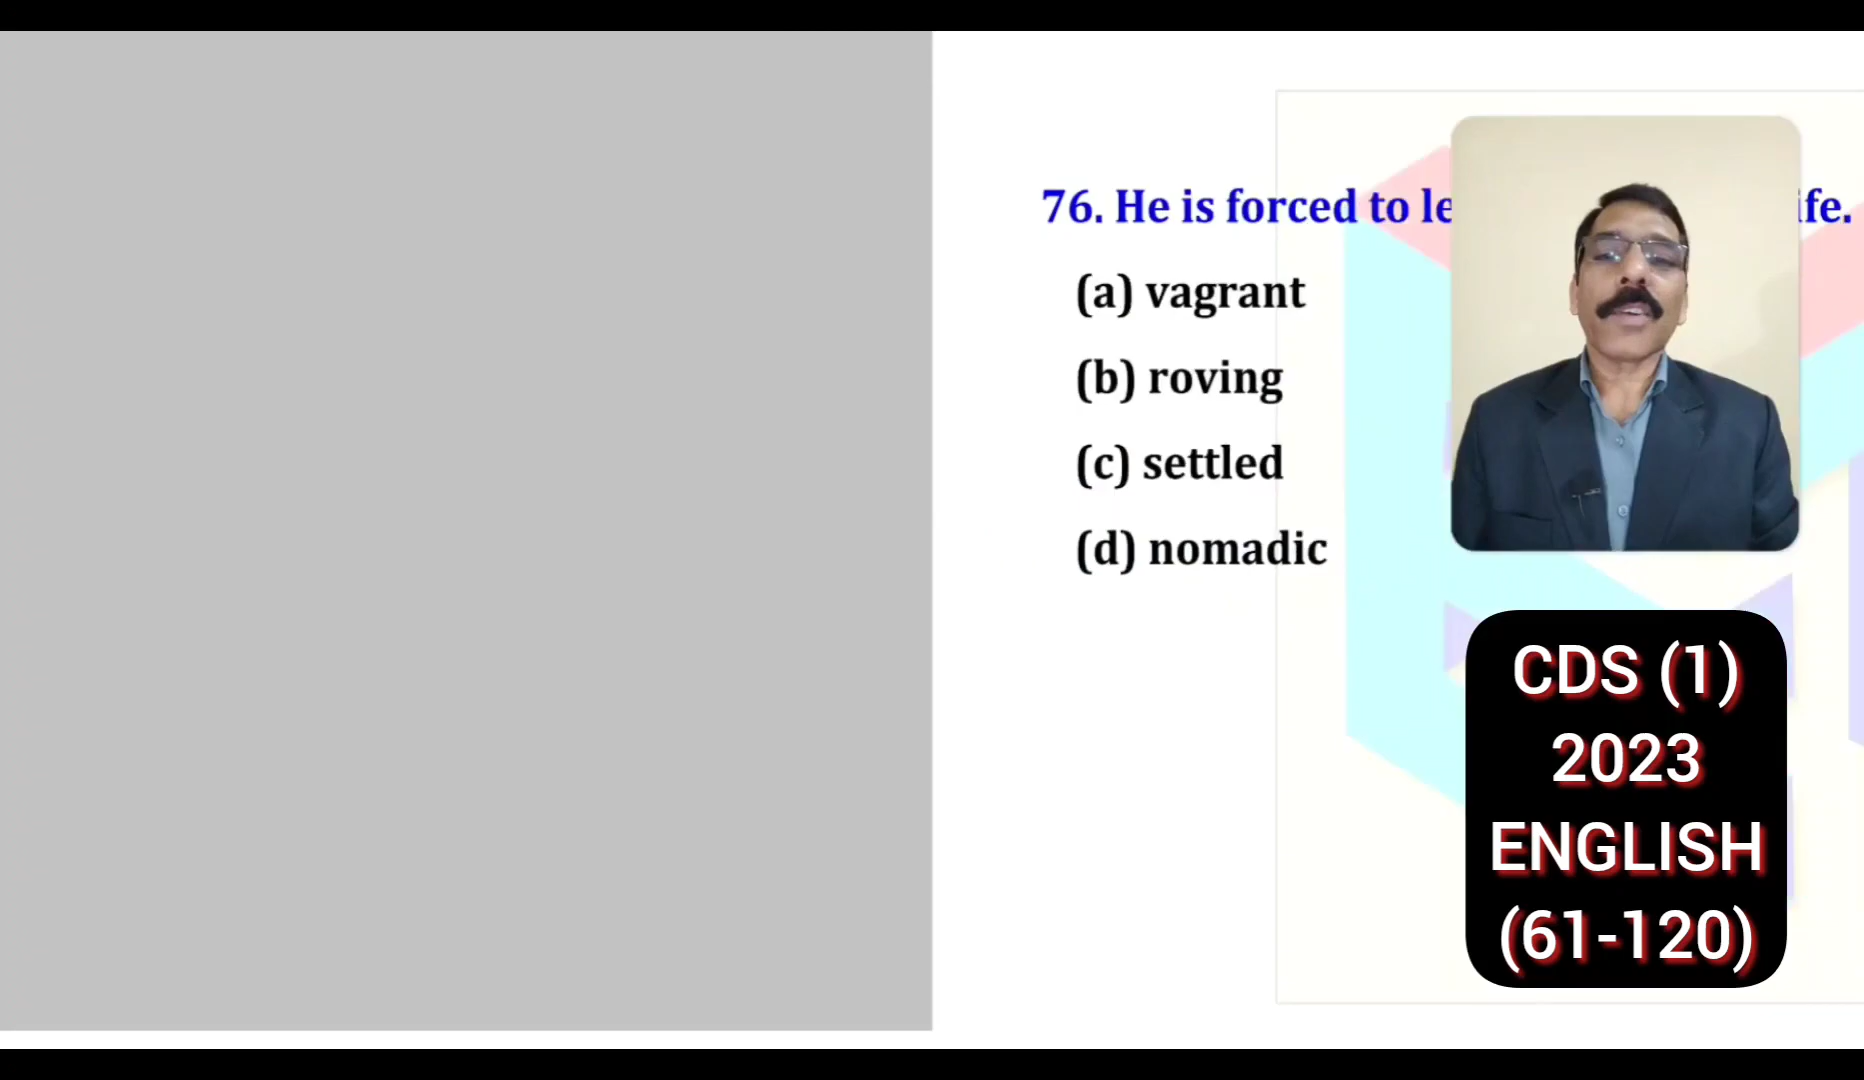 76. He is forced to le ife.
(a) vagrant
(b) roving
(c) settled
(d) nomadic
CDS (1)
2023
ENGLISH
(61-120)